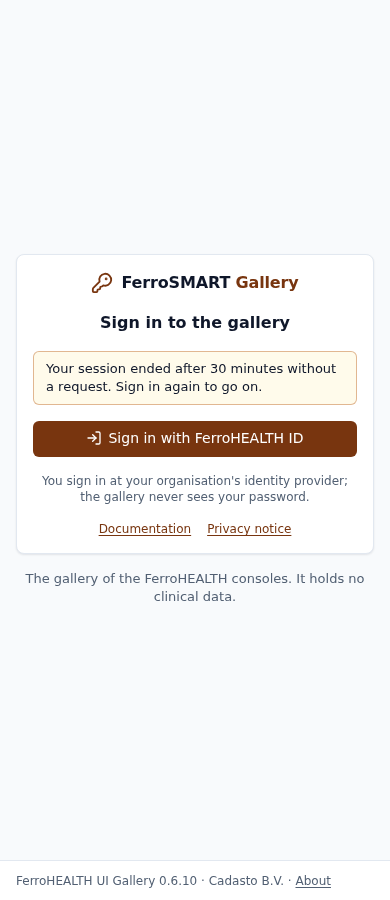 FerroSMART Gallery
Sign in to the gallery
Your session ended after 30 minutes without
a request. Sign in again to go on.
Sign in with FerroHEALTH ID
You sign in at your organisation's identity provider;
the gallery never sees your password.
Documentation Privacy notice
The gallery of the FerroHEALTH consoles. It holds no
clinical data.
FerroHEALTH UI Gallery 0.6.10 · Cadasto B.V. · About